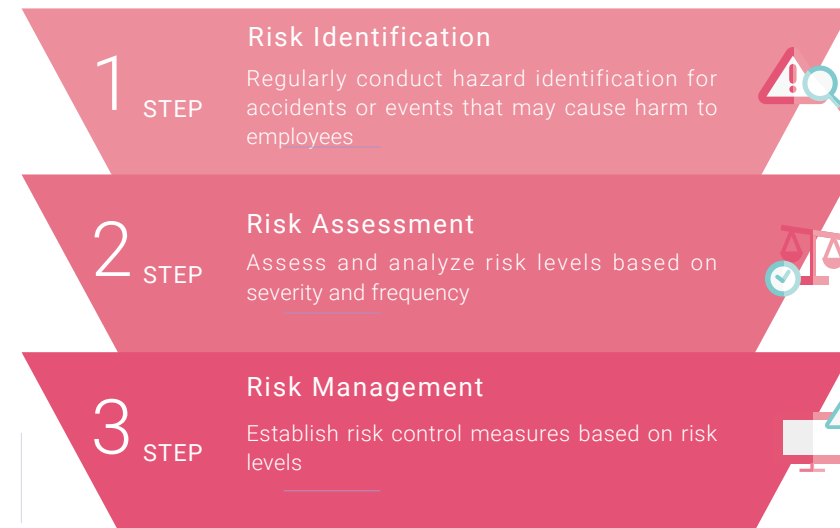 Risk Identification
1 STEP
Regularly conduct hazard identification for
accidents or events that may cause harm to
employees
Risk Assessment
2 STEP
Assess and analyze risk levels based on
severity and frequency
Risk Management
3 STEP
Establish risk control measures based on risk
levels